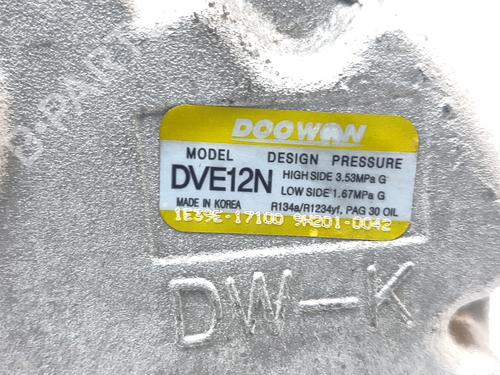 DOOWON
MODEL DESIGN PRESSURE
DVE12N HIGH SIDE 3.53MPa G
LOW SIDE 1.67MPa G
MADE IN KOREA R134a/R1234yf, PAG 30 OIL
1E39E-17100 9H201-0042
DW-K